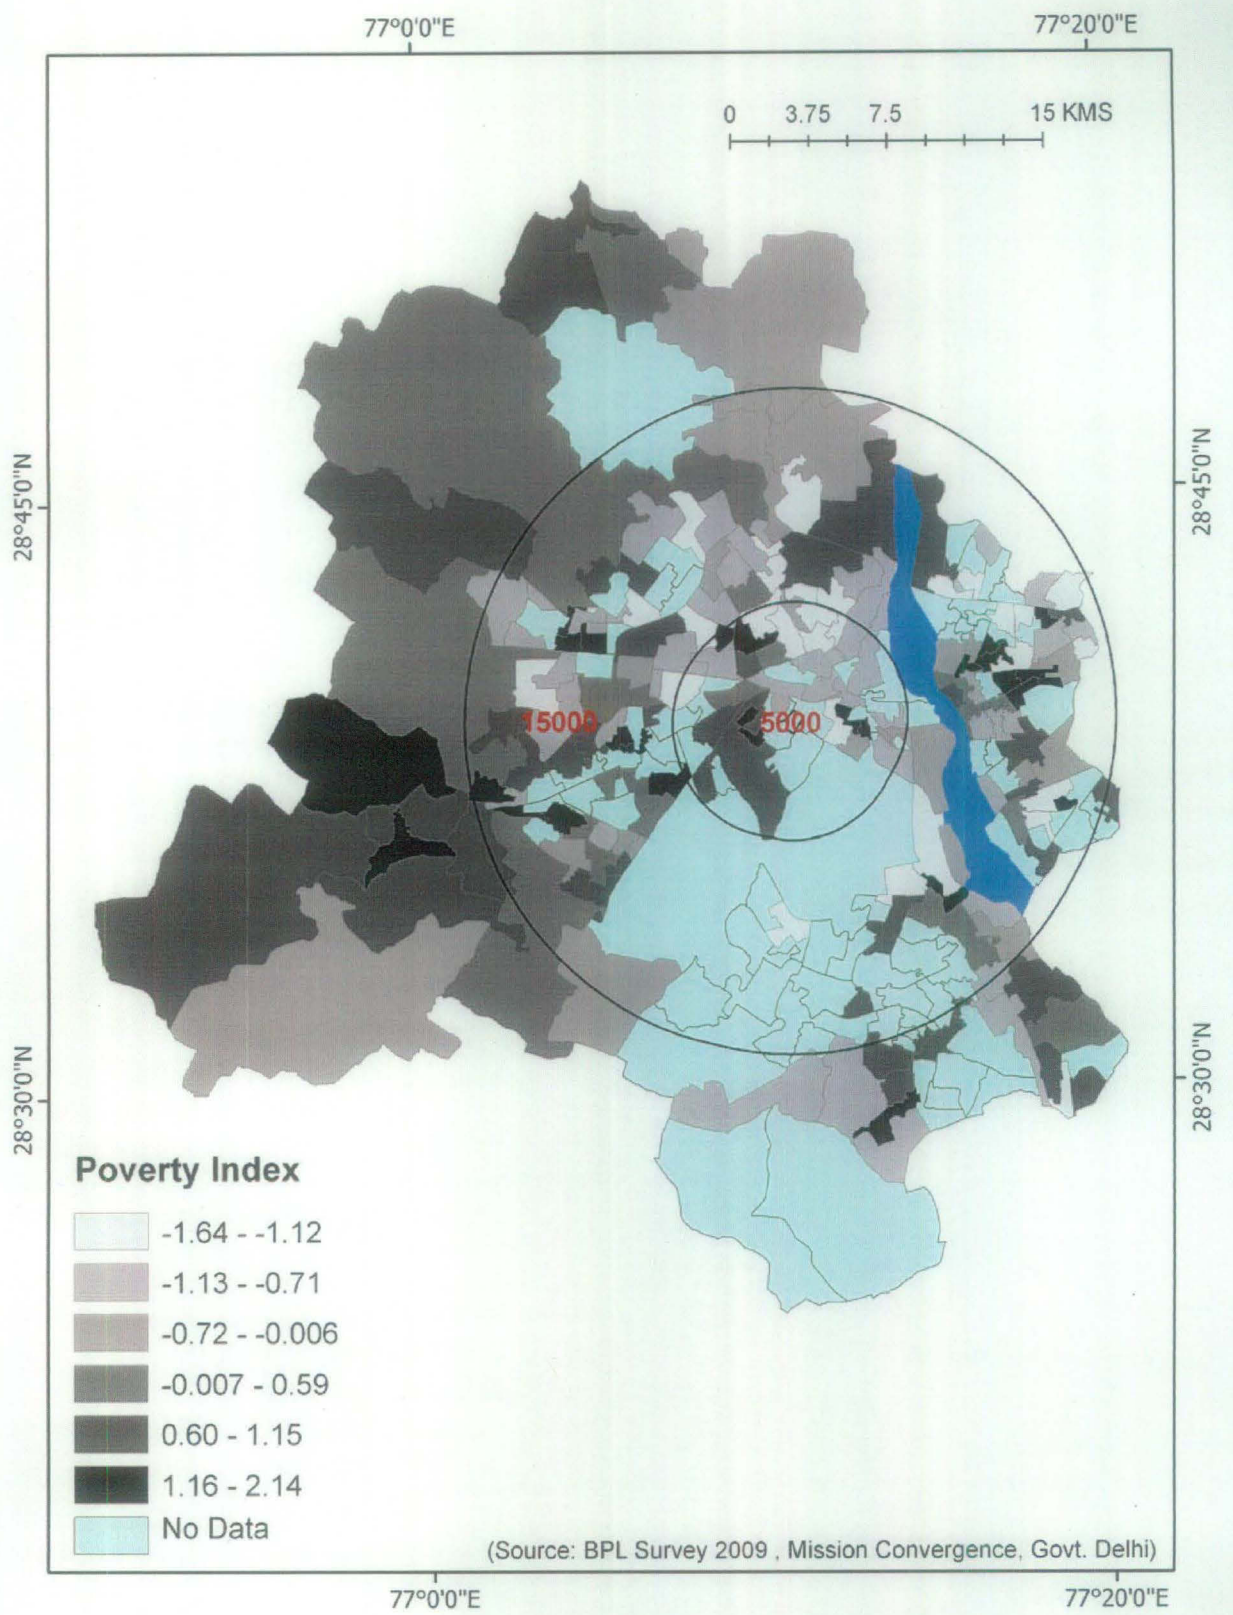 77°0'0"E 77°20'0"E
0 3.75 7.5 15 KMS
28°45'0"N 28°45'0"N
15000 5000
28°30'0"N 28°30'0"N
Poverty Index
-1.64 - -1.12
-1.13 - -0.71
-0.72 - -0.006
-0.007 - 0.59
0.60 - 1.15
1.16 - 2.14
No Data
(Source: BPL Survey 2009 , Mission Convergence, Govt. Delhi)
77°0'0"E 77°20'0"E